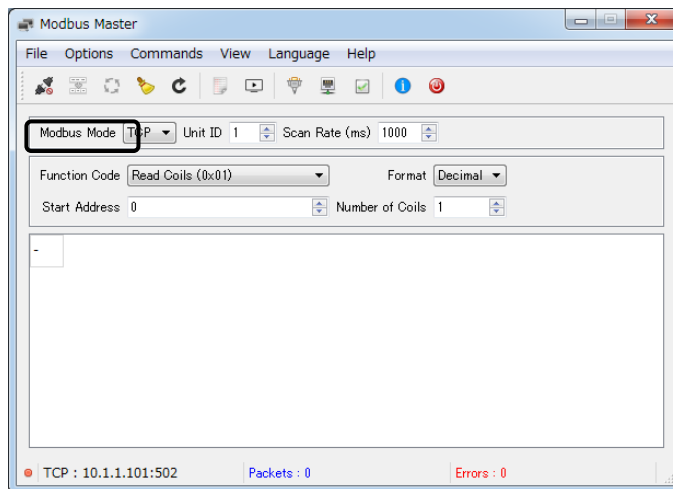 Modbus Master
File Options Commands View Language Help
Modbus Mode TCP Unit ID 1 Scan Rate (ms) 1000
Function Code Read Coils (0x01) Format Decimal
Start Address 0 Number of Coils 1
-
TCP : 10.1.1.101:502 Packets : 0 Errors : 0